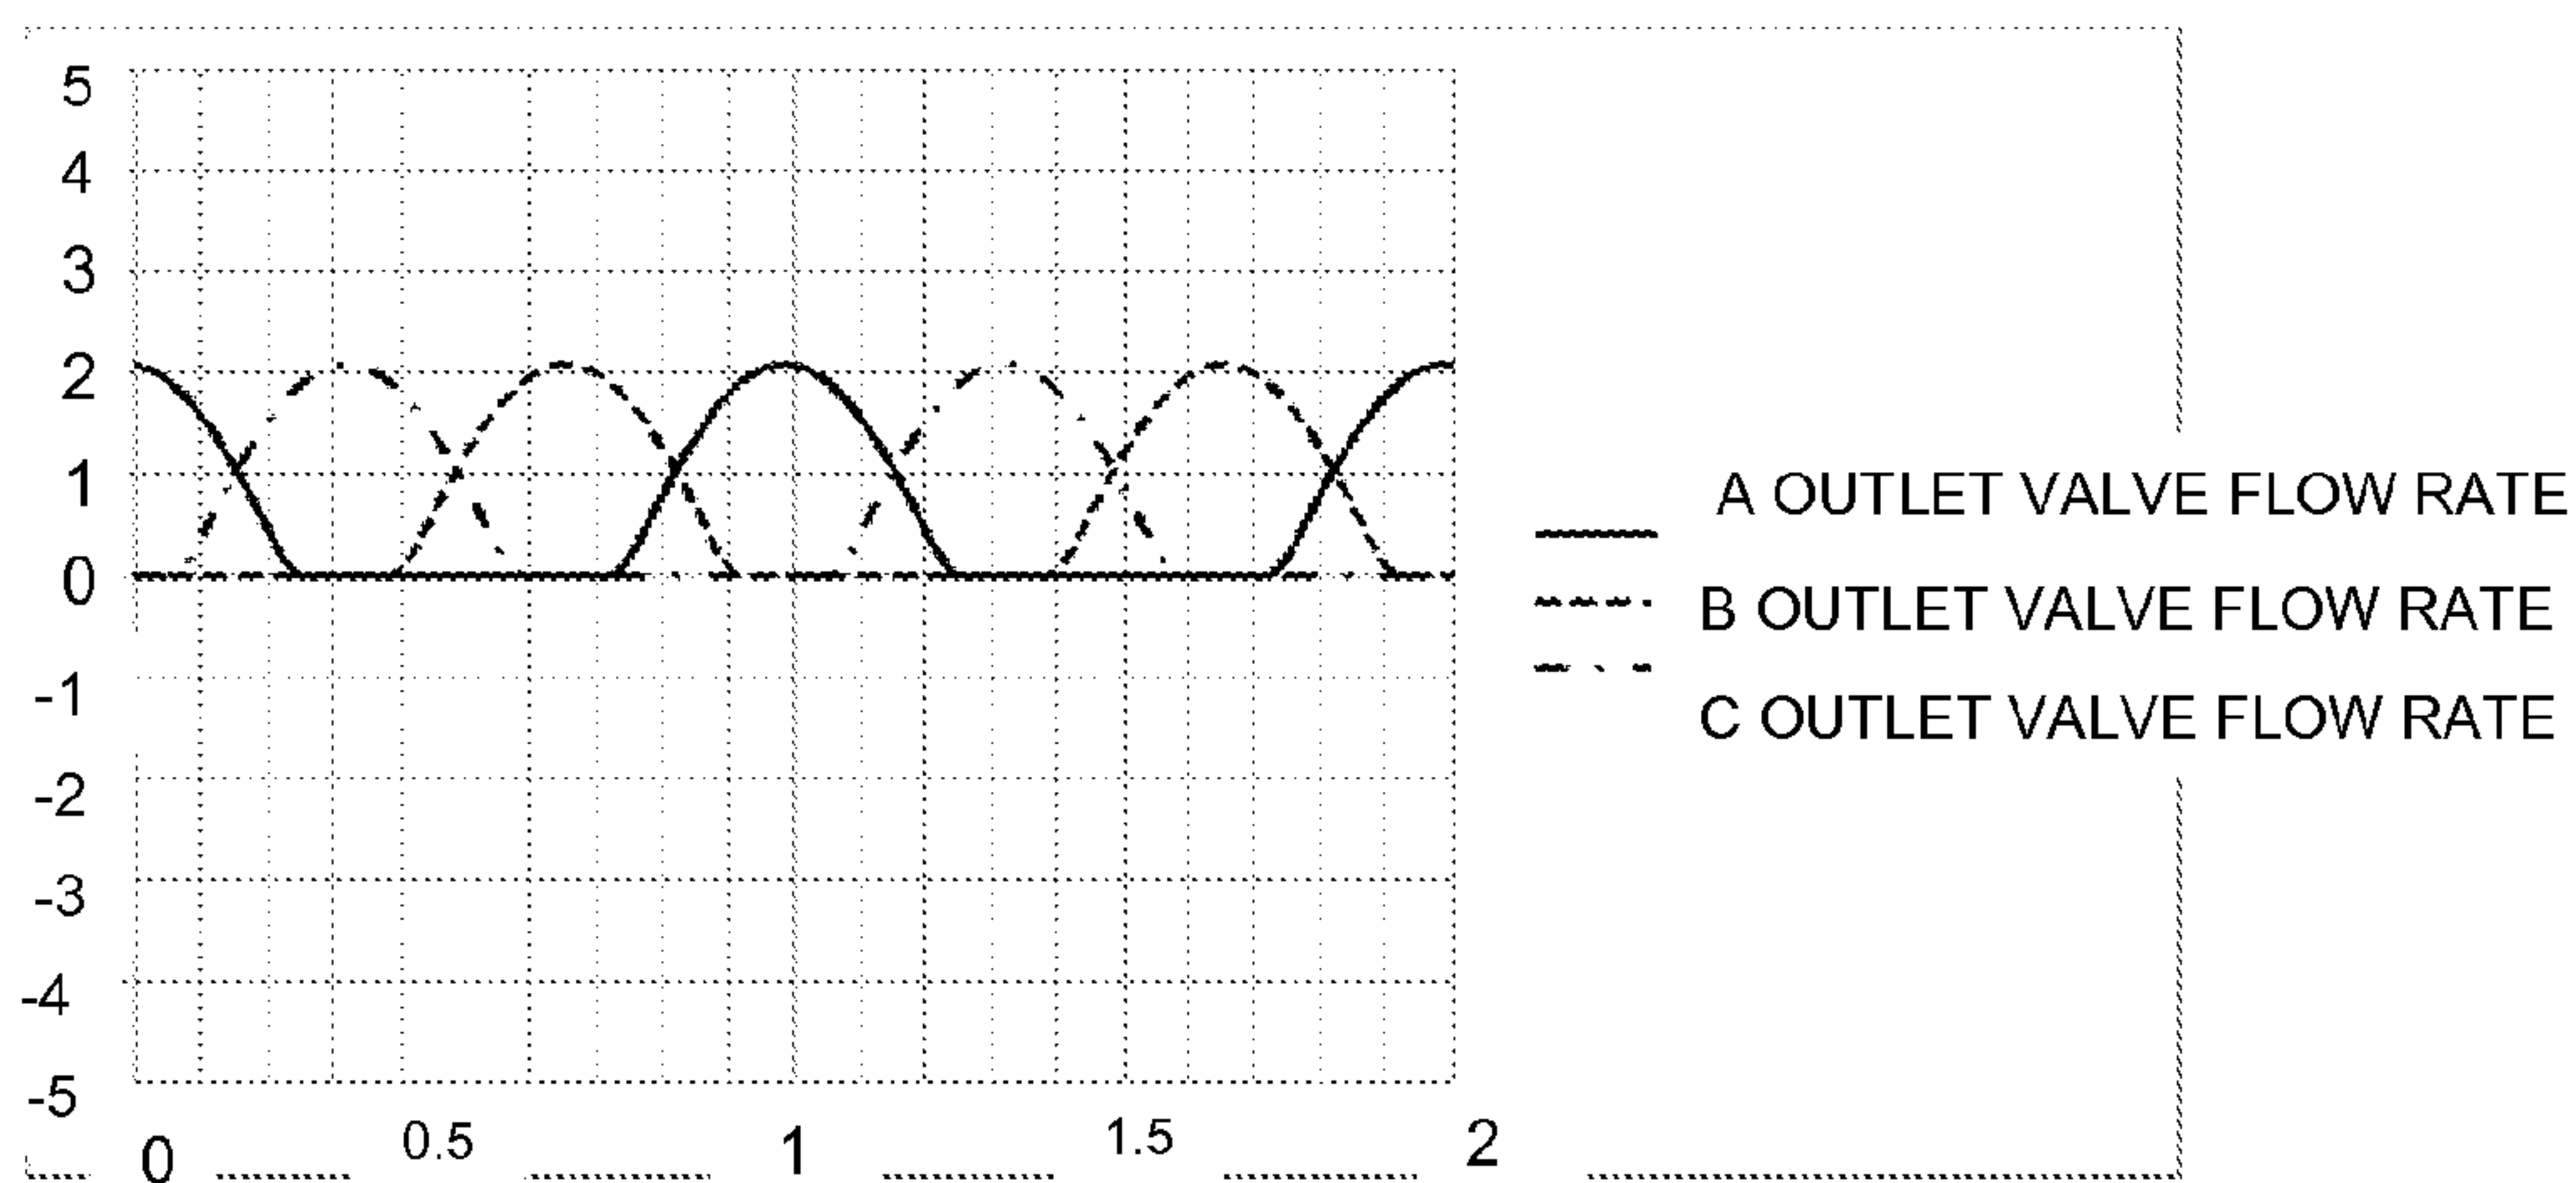 5
4
3
2
1
0
-1
-2
-3
-4
-5
0 0.5 1 1.5 2
A OUTLET VALVE FLOW RATE
B OUTLET VALVE FLOW RATE
C OUTLET VALVE FLOW RATE